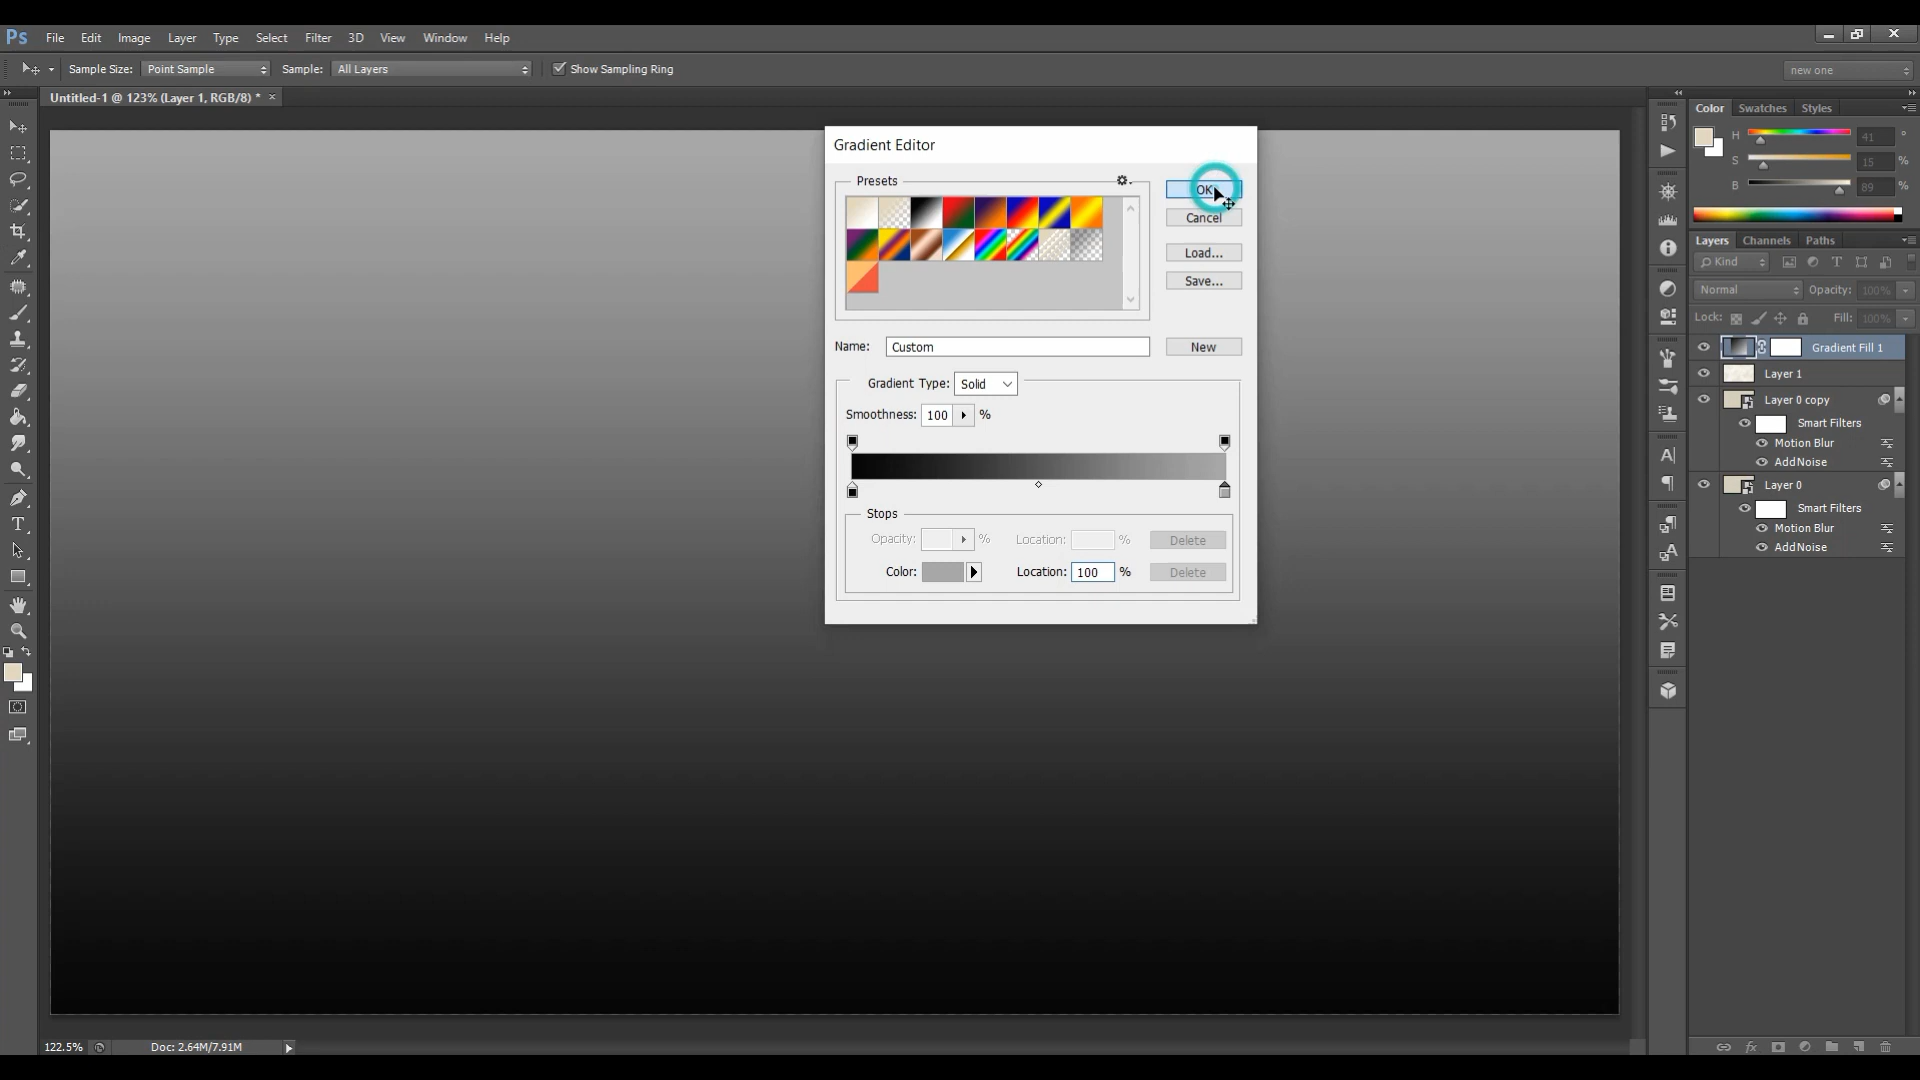 Ps File Edit Image Layer Type Select Filter 3D View Window Help
Sample Size: Point Sample Sample: All Layers Show Sampling Ring new one
Untitled-1 @ 123% (Layer 1, RGB/8) * ×
Color Swatches Styles
H 41 °
S 15 %
B 89 %
Gradient Editor
Presets
OK
Cancel
Load...
Save...
Name: Custom New
Gradient Type: Solid
Smoothness: 100 %
Stops
Opacity: % Location: % Delete
Color: Location: 100 % Delete
Layers Channels Paths
Kind
Normal Opacity: 100%
Lock: Fill: 100%
Gradient Fill 1
Layer 1
Layer 0 copy
Smart Filters
Motion Blur
Add Noise
Layer 0
Smart Filters
Motion Blur
Add Noise
122.5% Doc: 2.64M/7.91M